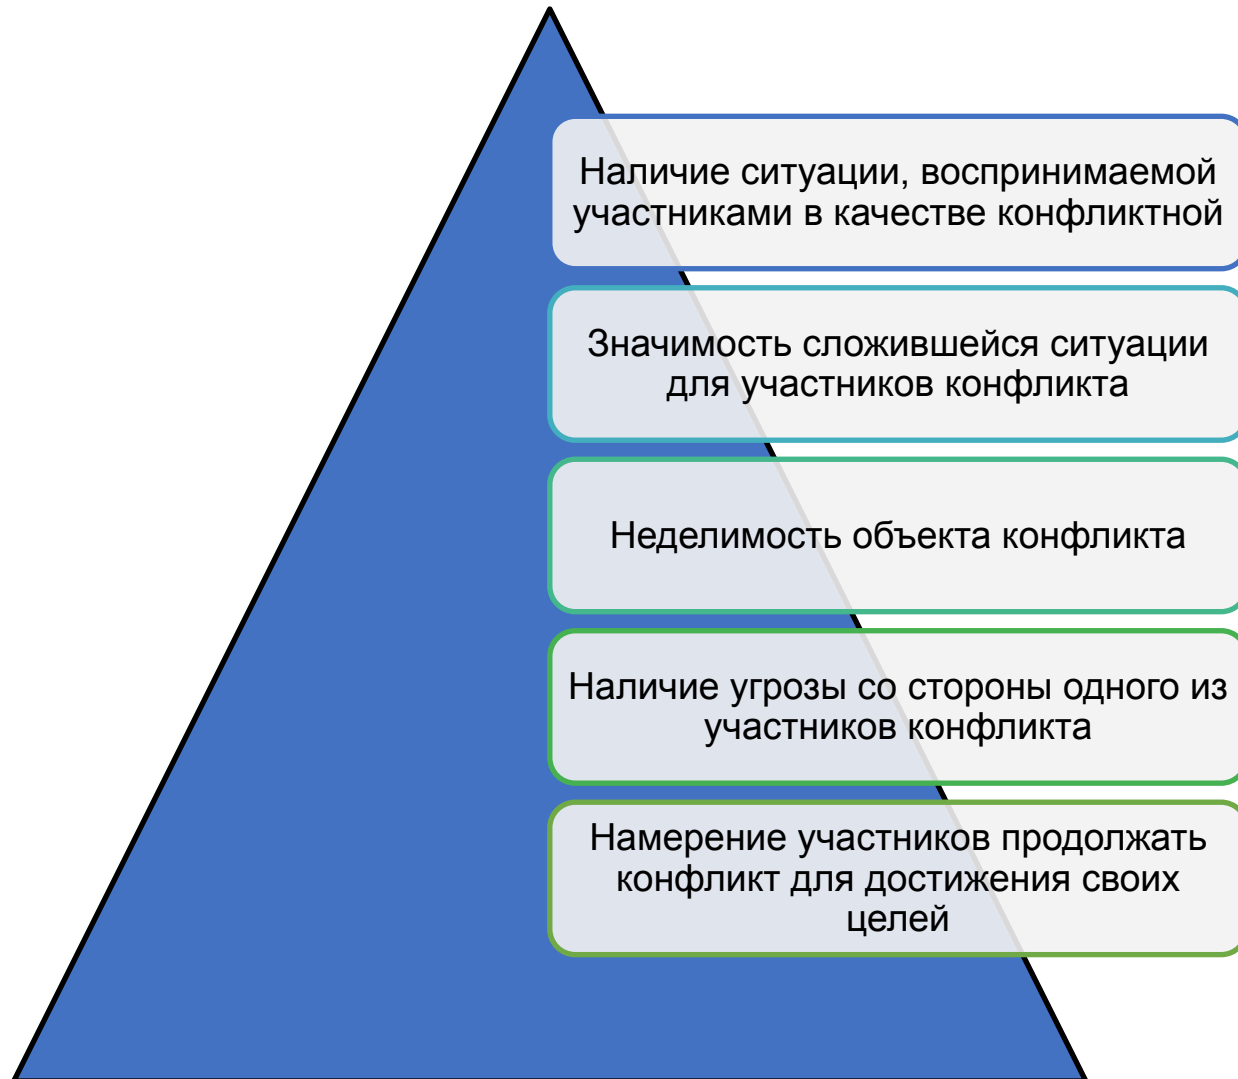 Наличие ситуации, воспринимаемой
участниками в качестве конфликтной
Значимость сложившейся ситуации
для участников конфликта
Неделимость объекта конфликта
Наличие угрозы со стороны одного из
участников конфликта
Намерение участников продолжать
конфликт для достижения своих
целей